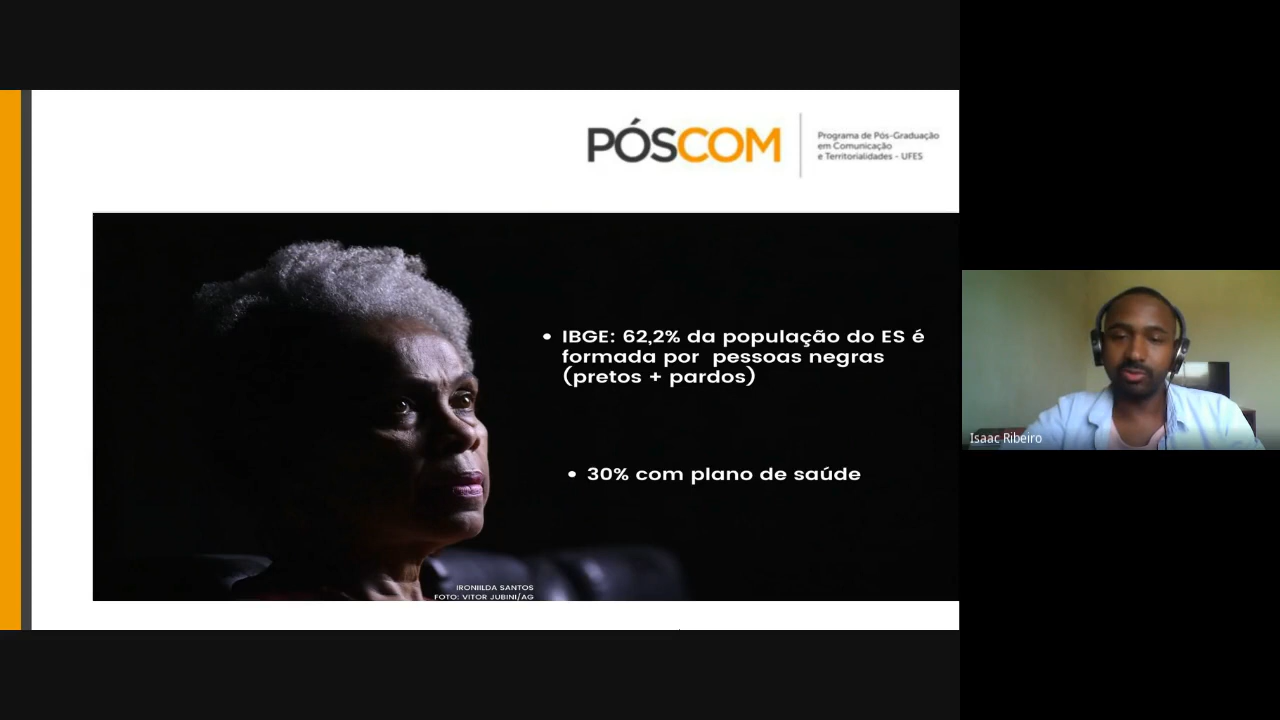 PÓSCOM
Programa de Pós-Graduação
em Comunicação
e Territorialidades - UFES
• IBGE: 62,2% da população do ES é
formada por pessoas negras
(pretos + pardos)
• 30% com plano de saúde
IRONIILDA SANTOS
FOTO: VITOR JUBINI/AG
Isaac Ribeiro